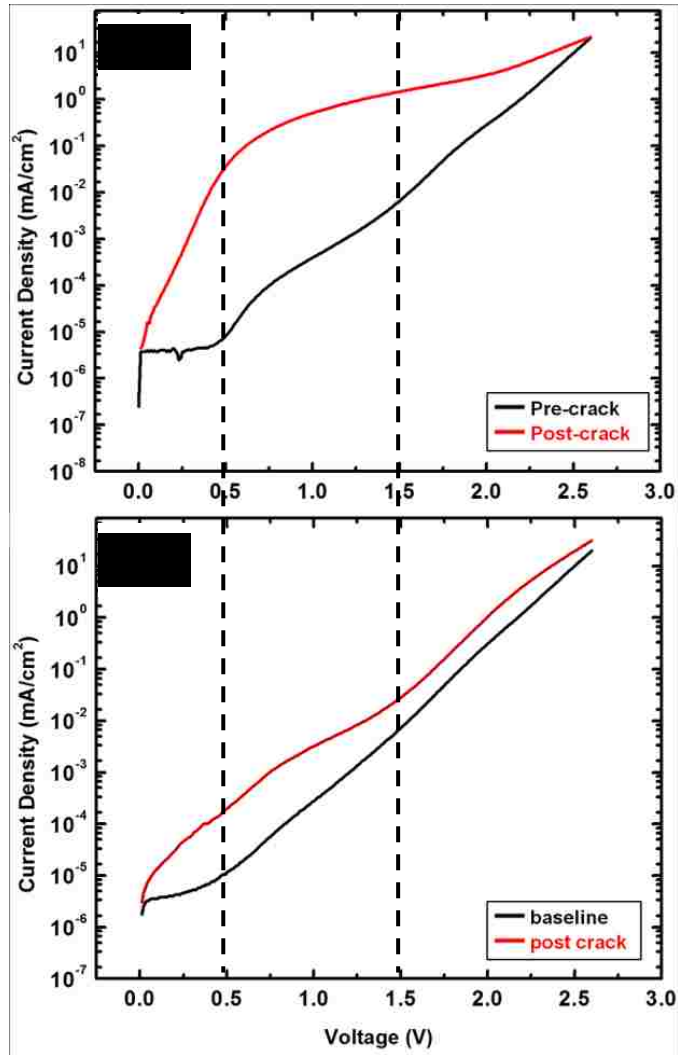 Current Density (mA/cm²)
10¹
10⁰
10⁻¹
10⁻²
10⁻³
10⁻⁴
10⁻⁵
10⁻⁶
10⁻⁷
10⁻⁸
Pre-crack
Post-crack
0.0 0.5 1.0 1.5 2.0 2.5 3.0
Current Density (mA/cm²)
10¹
10⁰
10⁻¹
10⁻²
10⁻³
10⁻⁴
10⁻⁵
10⁻⁶
10⁻⁷
baseline
post crack
0.0 0.5 1.0 1.5 2.0 2.5 3.0
Voltage (V)